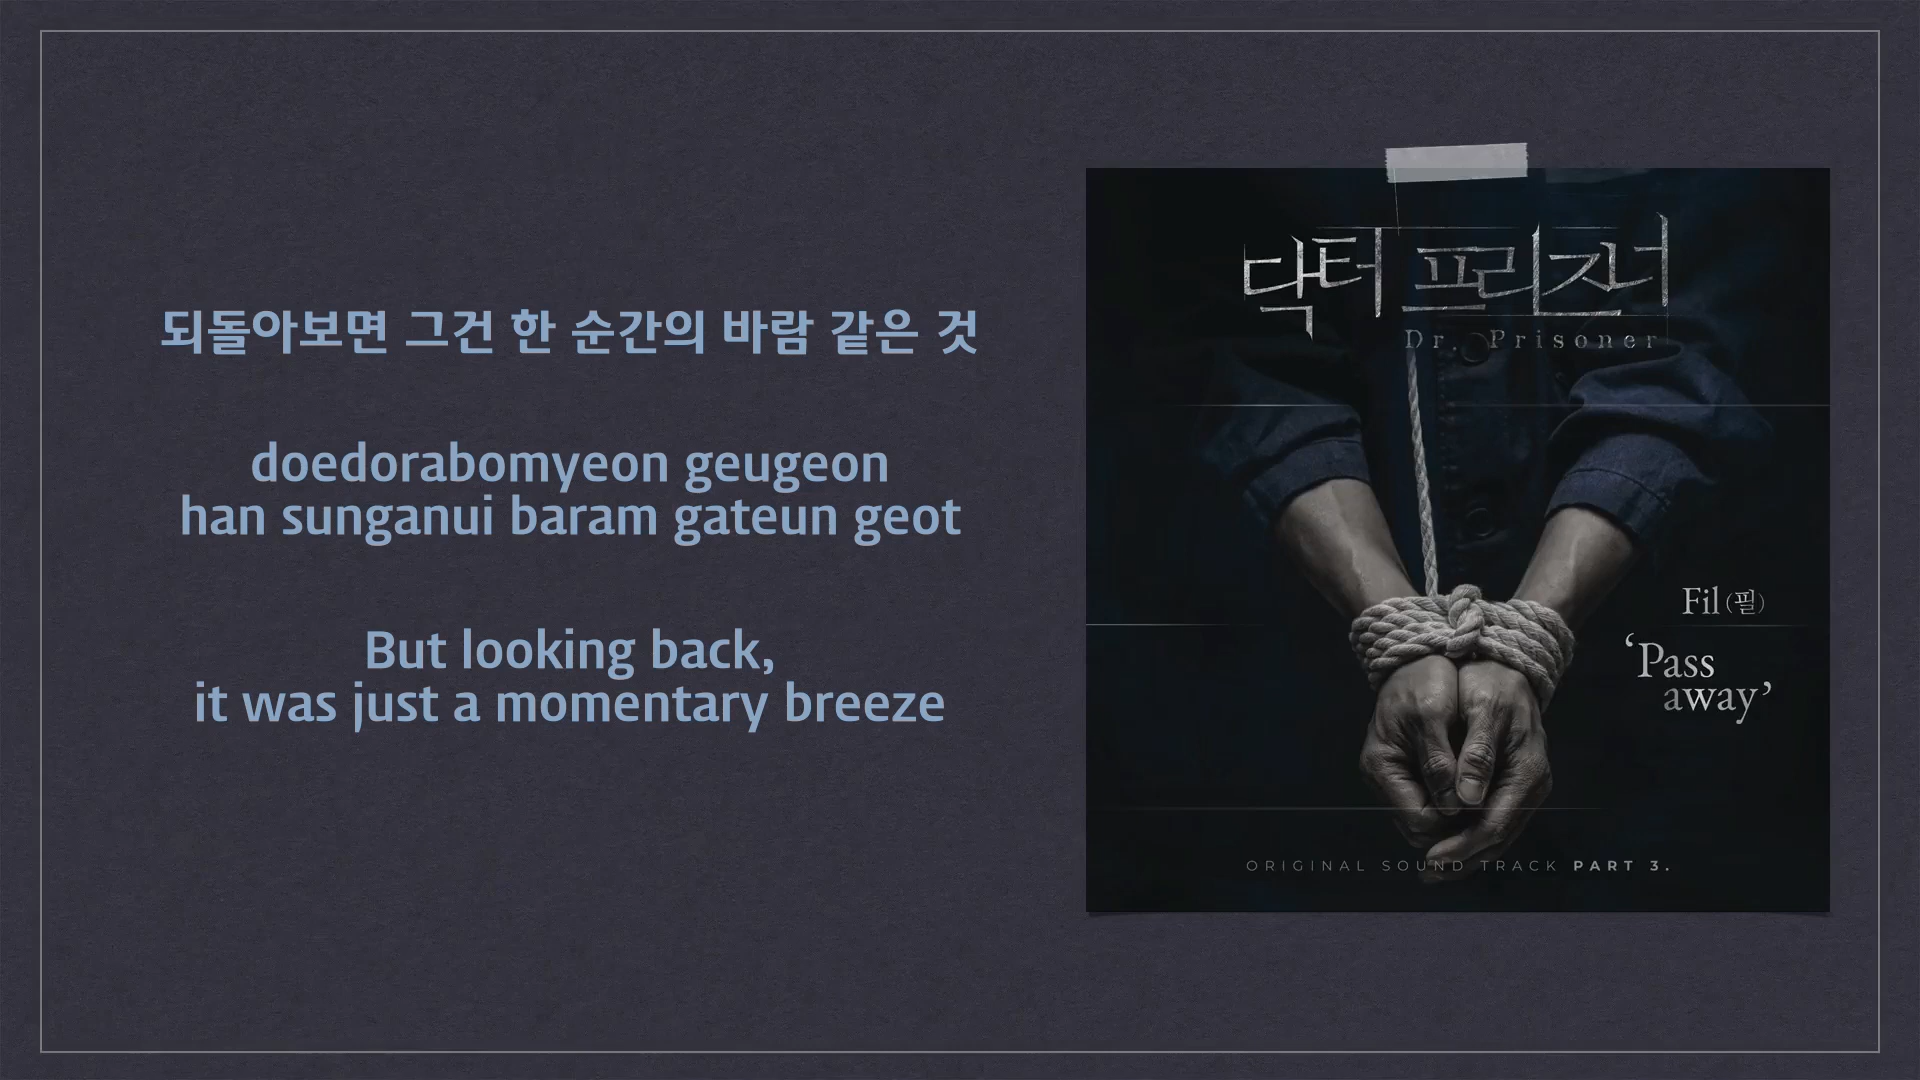 되돌아보면 그건 한 순간의 바람 같은 것
doedorabomyeon geugeon
han sunganui baram gateun geot
But looking back,
it was just a momentary breeze
닥터 프리즈너
Dr. Prisoner
Fil (필)
‘Pass
away’
ORIGINAL SOUND TRACK PART 3.